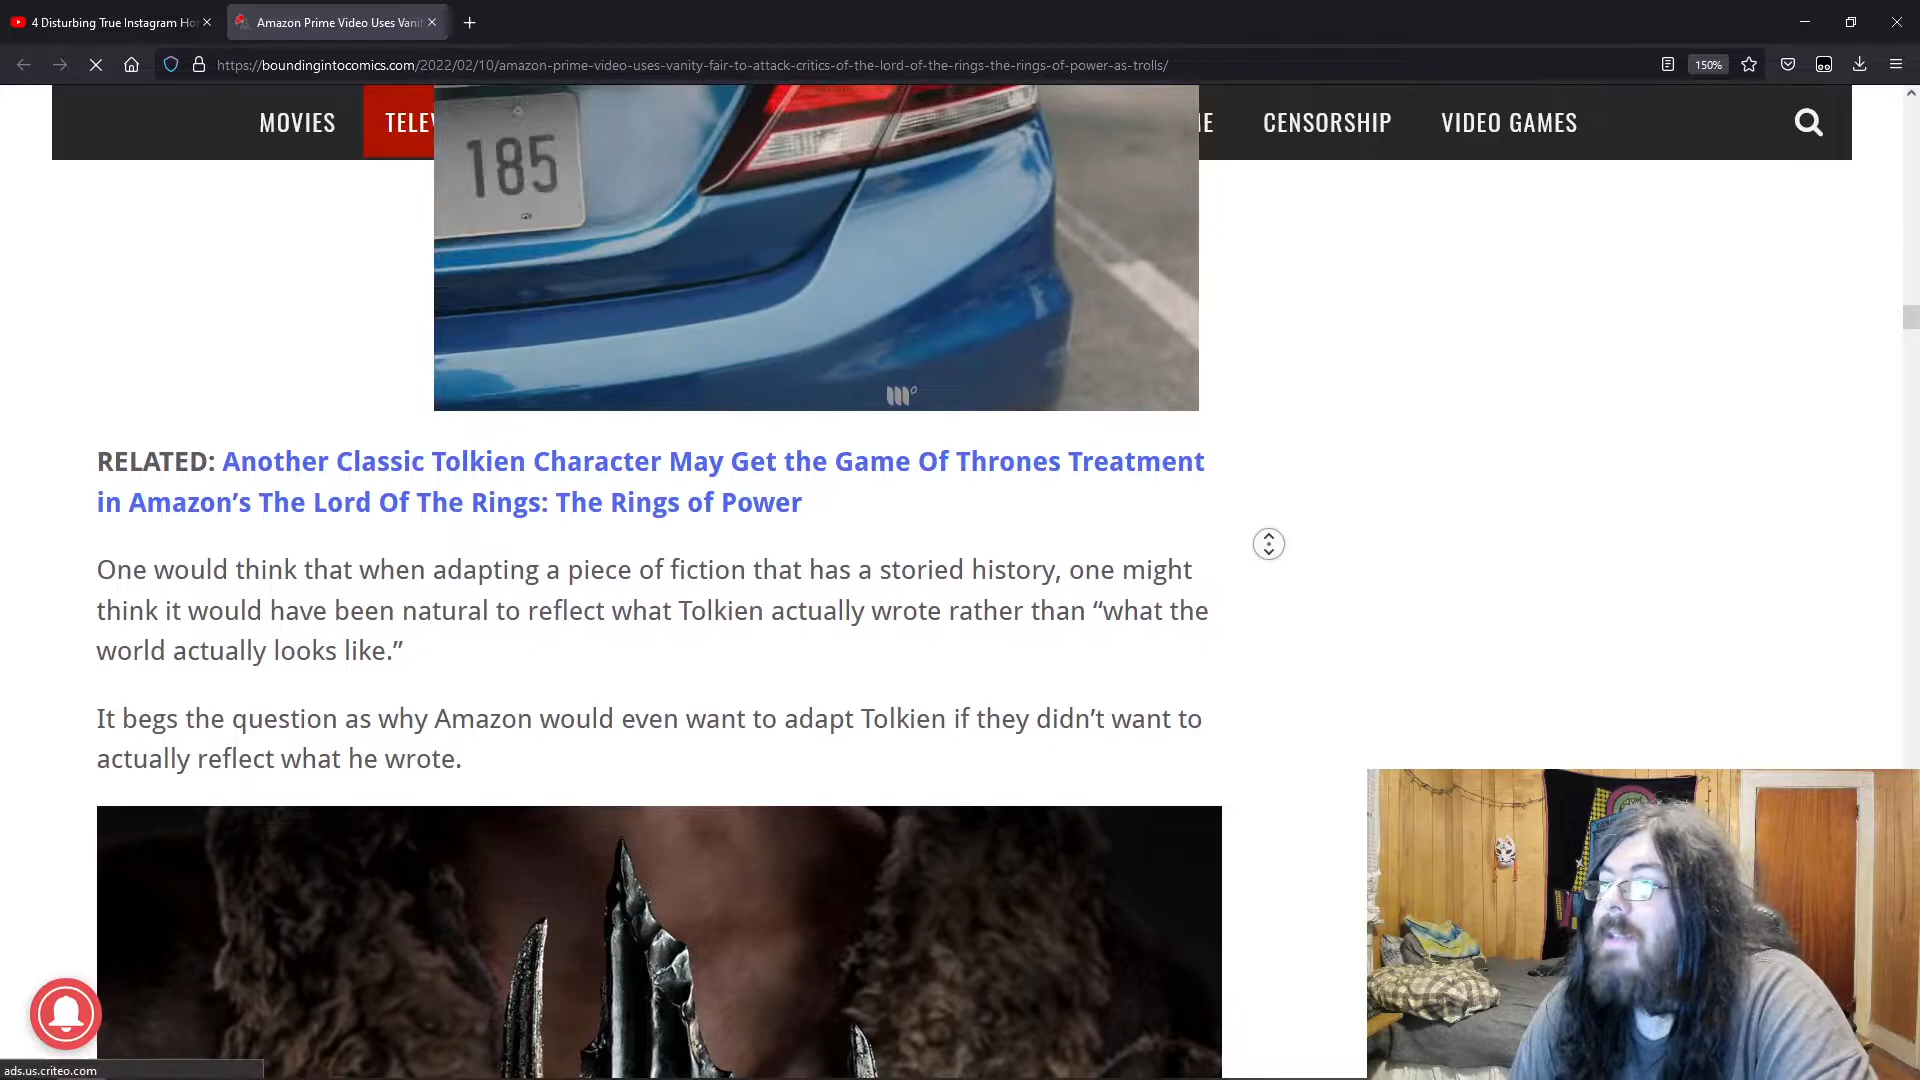 4 Disturbing True Instagram Ho
Amazon Prime Video Uses Vanit
https://boundingintocomics.com/2022/02/10/amazon-prime-video-uses-vanity-fair-to-attack-critics-of-the-lord-of-the-rings-the-rings-of-power-as-trolls/
150%
MOVIES
TELEV
CENSORSHIP
VIDEO GAMES
185
RELATED: Another Classic Tolkien Character May Get the Game Of Thrones Treatment
in Amazon’s The Lord Of The Rings: The Rings of Power
One would think that when adapting a piece of fiction that has a storied history, one might
think it would have been natural to reflect what Tolkien actually wrote rather than “what the
world actually looks like.”
It begs the question as why Amazon would even want to adapt Tolkien if they didn’t want to
actually reflect what he wrote.
ads.us.criteo.com